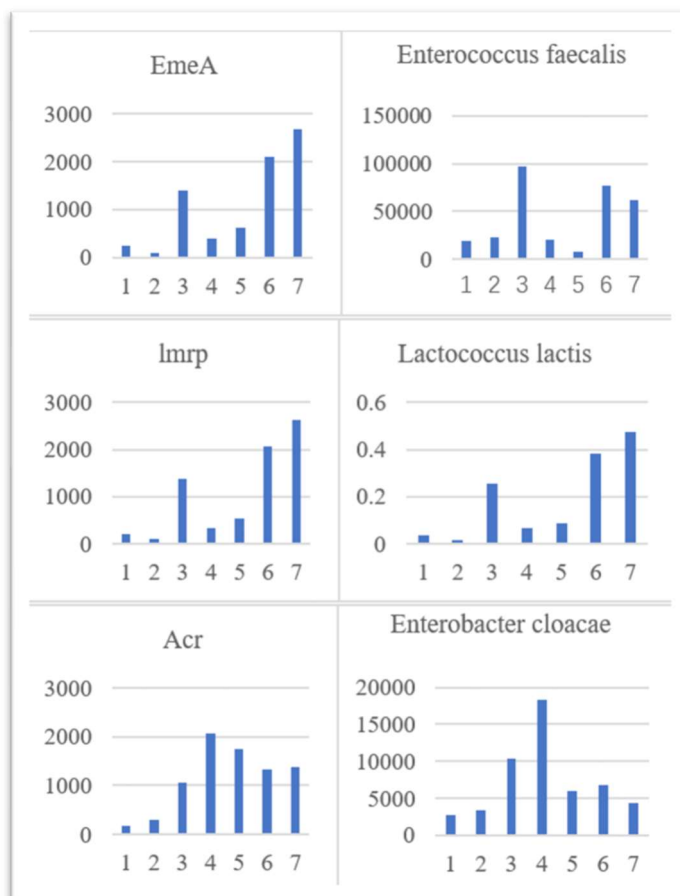 EmeA
3000
2000
1000
0
1 2 3 4 5 6 7
Enterococcus faecalis
150000
100000
50000
0
1 2 3 4 5 6 7
lmrp
3000
2000
1000
0
1 2 3 4 5 6 7
Lactococcus lactis
0.6
0.4
0.2
0
1 2 3 4 5 6 7
Acr
3000
2000
1000
0
1 2 3 4 5 6 7
Enterobacter cloacae
20000
15000
10000
5000
0
1 2 3 4 5 6 7